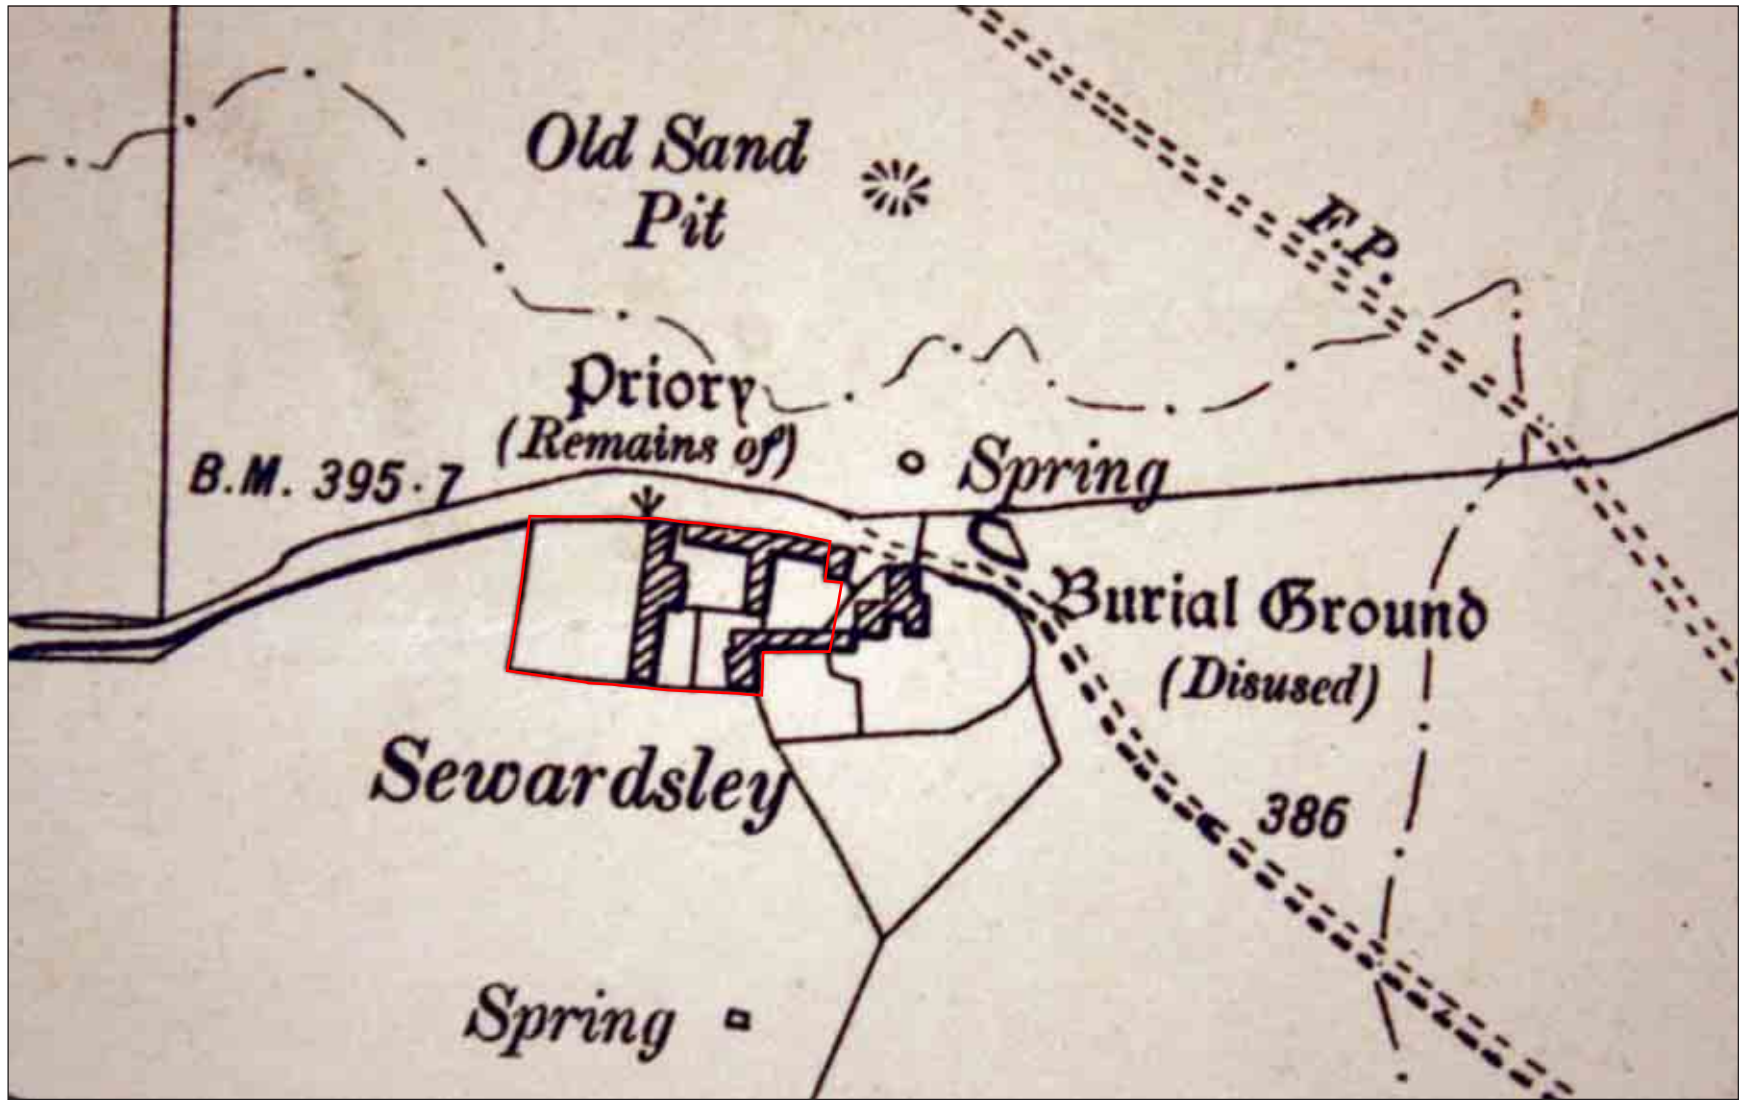 Old Sand
Pit
F.P.
Priory
(Remains of)
B.M. 395·7
Spring
Burial Ground
(Disused)
Sewardsley
386
Spring